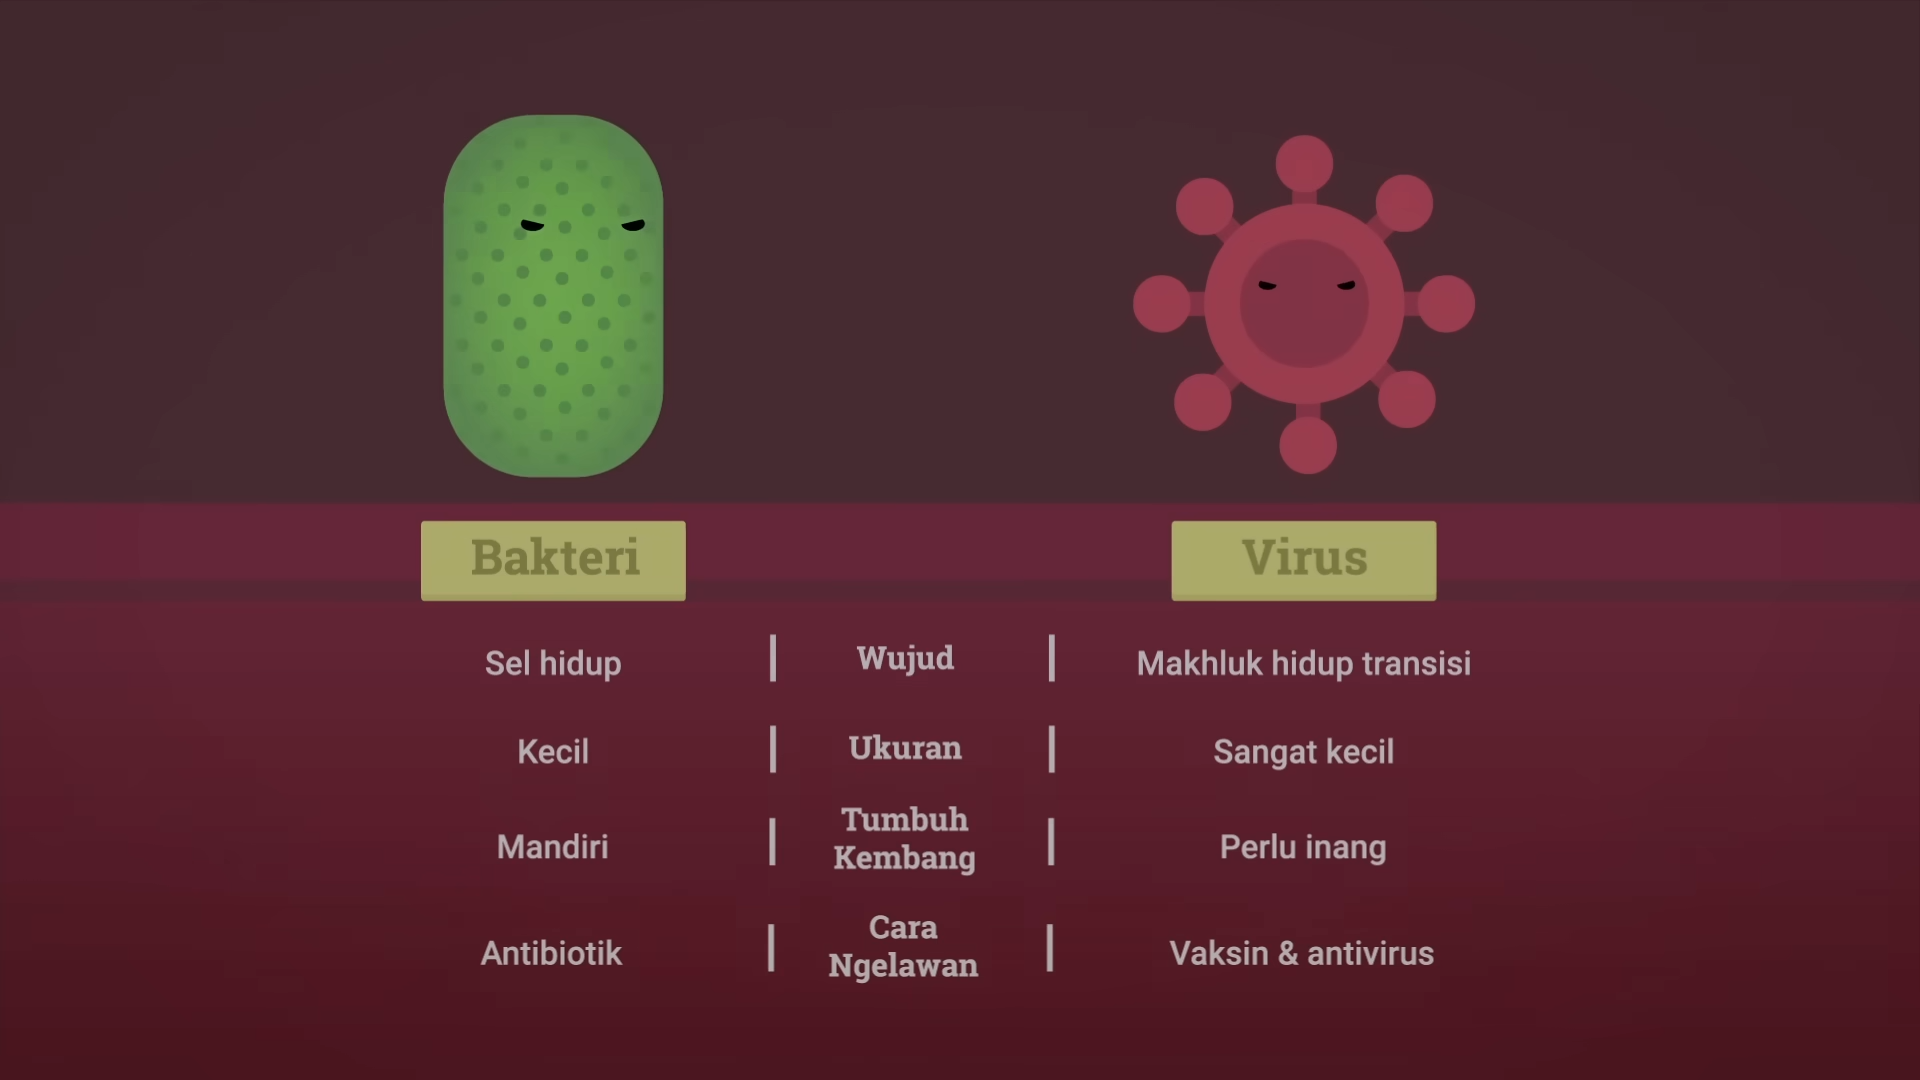 Bakteri
Virus
Sel hidup
Wujud
Makhluk hidup transisi
Kecil
Ukuran
Sangat kecil
Mandiri
Tumbuh
Kembang
Perlu inang
Antibiotik
Cara
Ngelawan
Vaksin & antivirus